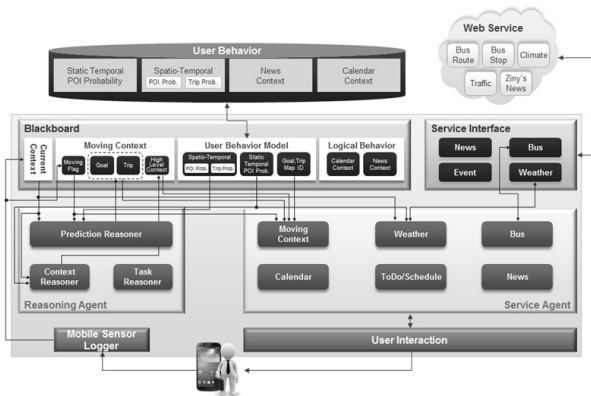 User Behavior
Static Temporal
POI Probability
Spatio-Temporal
POI Prob.
Trip Prob.
News
Context
Calendar
Context
Web Service
Bus
Route
Bus
Stop
Climate
Traffic
Ziny's
News
Blackboard
Current
Context
Moving Context
Moving
Flag
Goal
Trip
High
Level
Context
User Behavior Model
Spatio-Temporal
POI Prob.
Trip Prob.
Static
Temporal
POI Prob.
Goal,Trip
Map ID
Logical Behavior
Calendar
Context
News
Context
Service Interface
News
Bus
Event
Weather
Prediction Reasoner
Context
Reasoner
Task
Reasoner
Reasoning Agent
Moving
Context
Weather
Bus
Calendar
ToDo/Schedule
News
Service Agent
Mobile Sensor
Logger
User Interaction